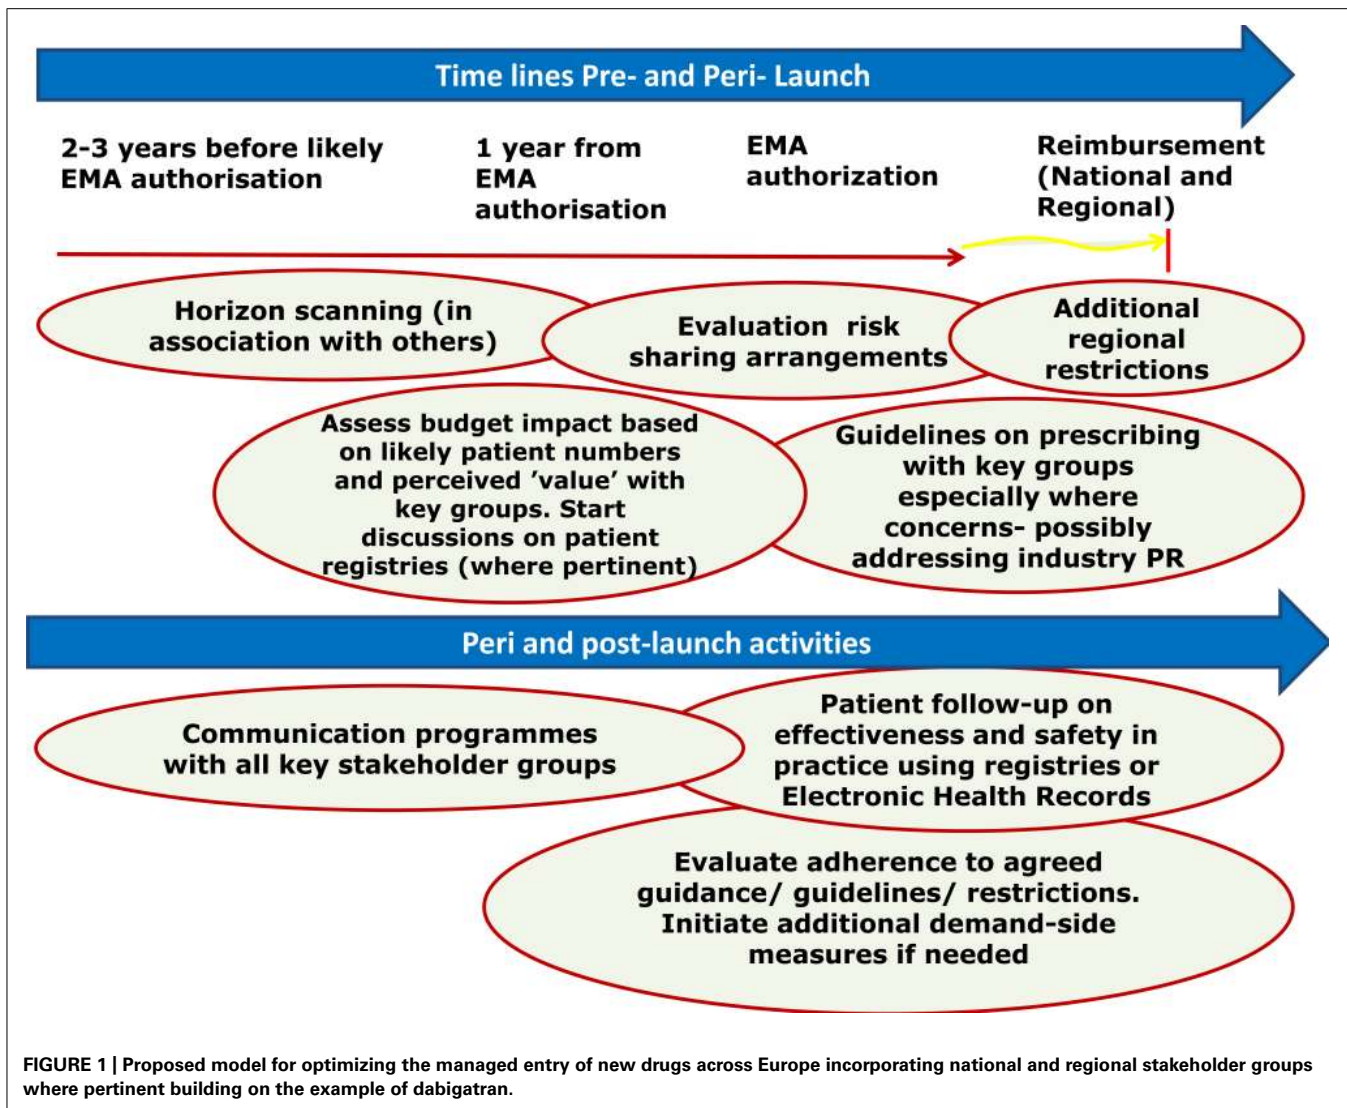 Time lines Pre- and Peri- Launch
2-3 years before likely
EMA authorisation
1 year from
EMA
authorisation
EMA
authorization
Reimbursement
(National and
Regional)
Horizon scanning (in
association with others)
Evaluation risk
sharing arrangements
Additional
regional
restrictions
Assess budget impact based
on likely patient numbers
and perceived ’value’ with
key groups. Start
discussions on patient
registries (where pertinent)
Guidelines on prescribing
with key groups
especially where
concerns- possibly
addressing industry PR
Peri and post-launch activities
Communication programmes
with all key stakeholder groups
Patient follow-up on
effectiveness and safety in
practice using registries or
Electronic Health Records
Evaluate adherence to agreed
guidance/ guidelines/ restrictions.
Initiate additional demand-side
measures if needed
FIGURE 1 | Proposed model for optimizing the managed entry of new drugs across Europe incorporating national and regional stakeholder groups
where pertinent building on the example of dabigatran.